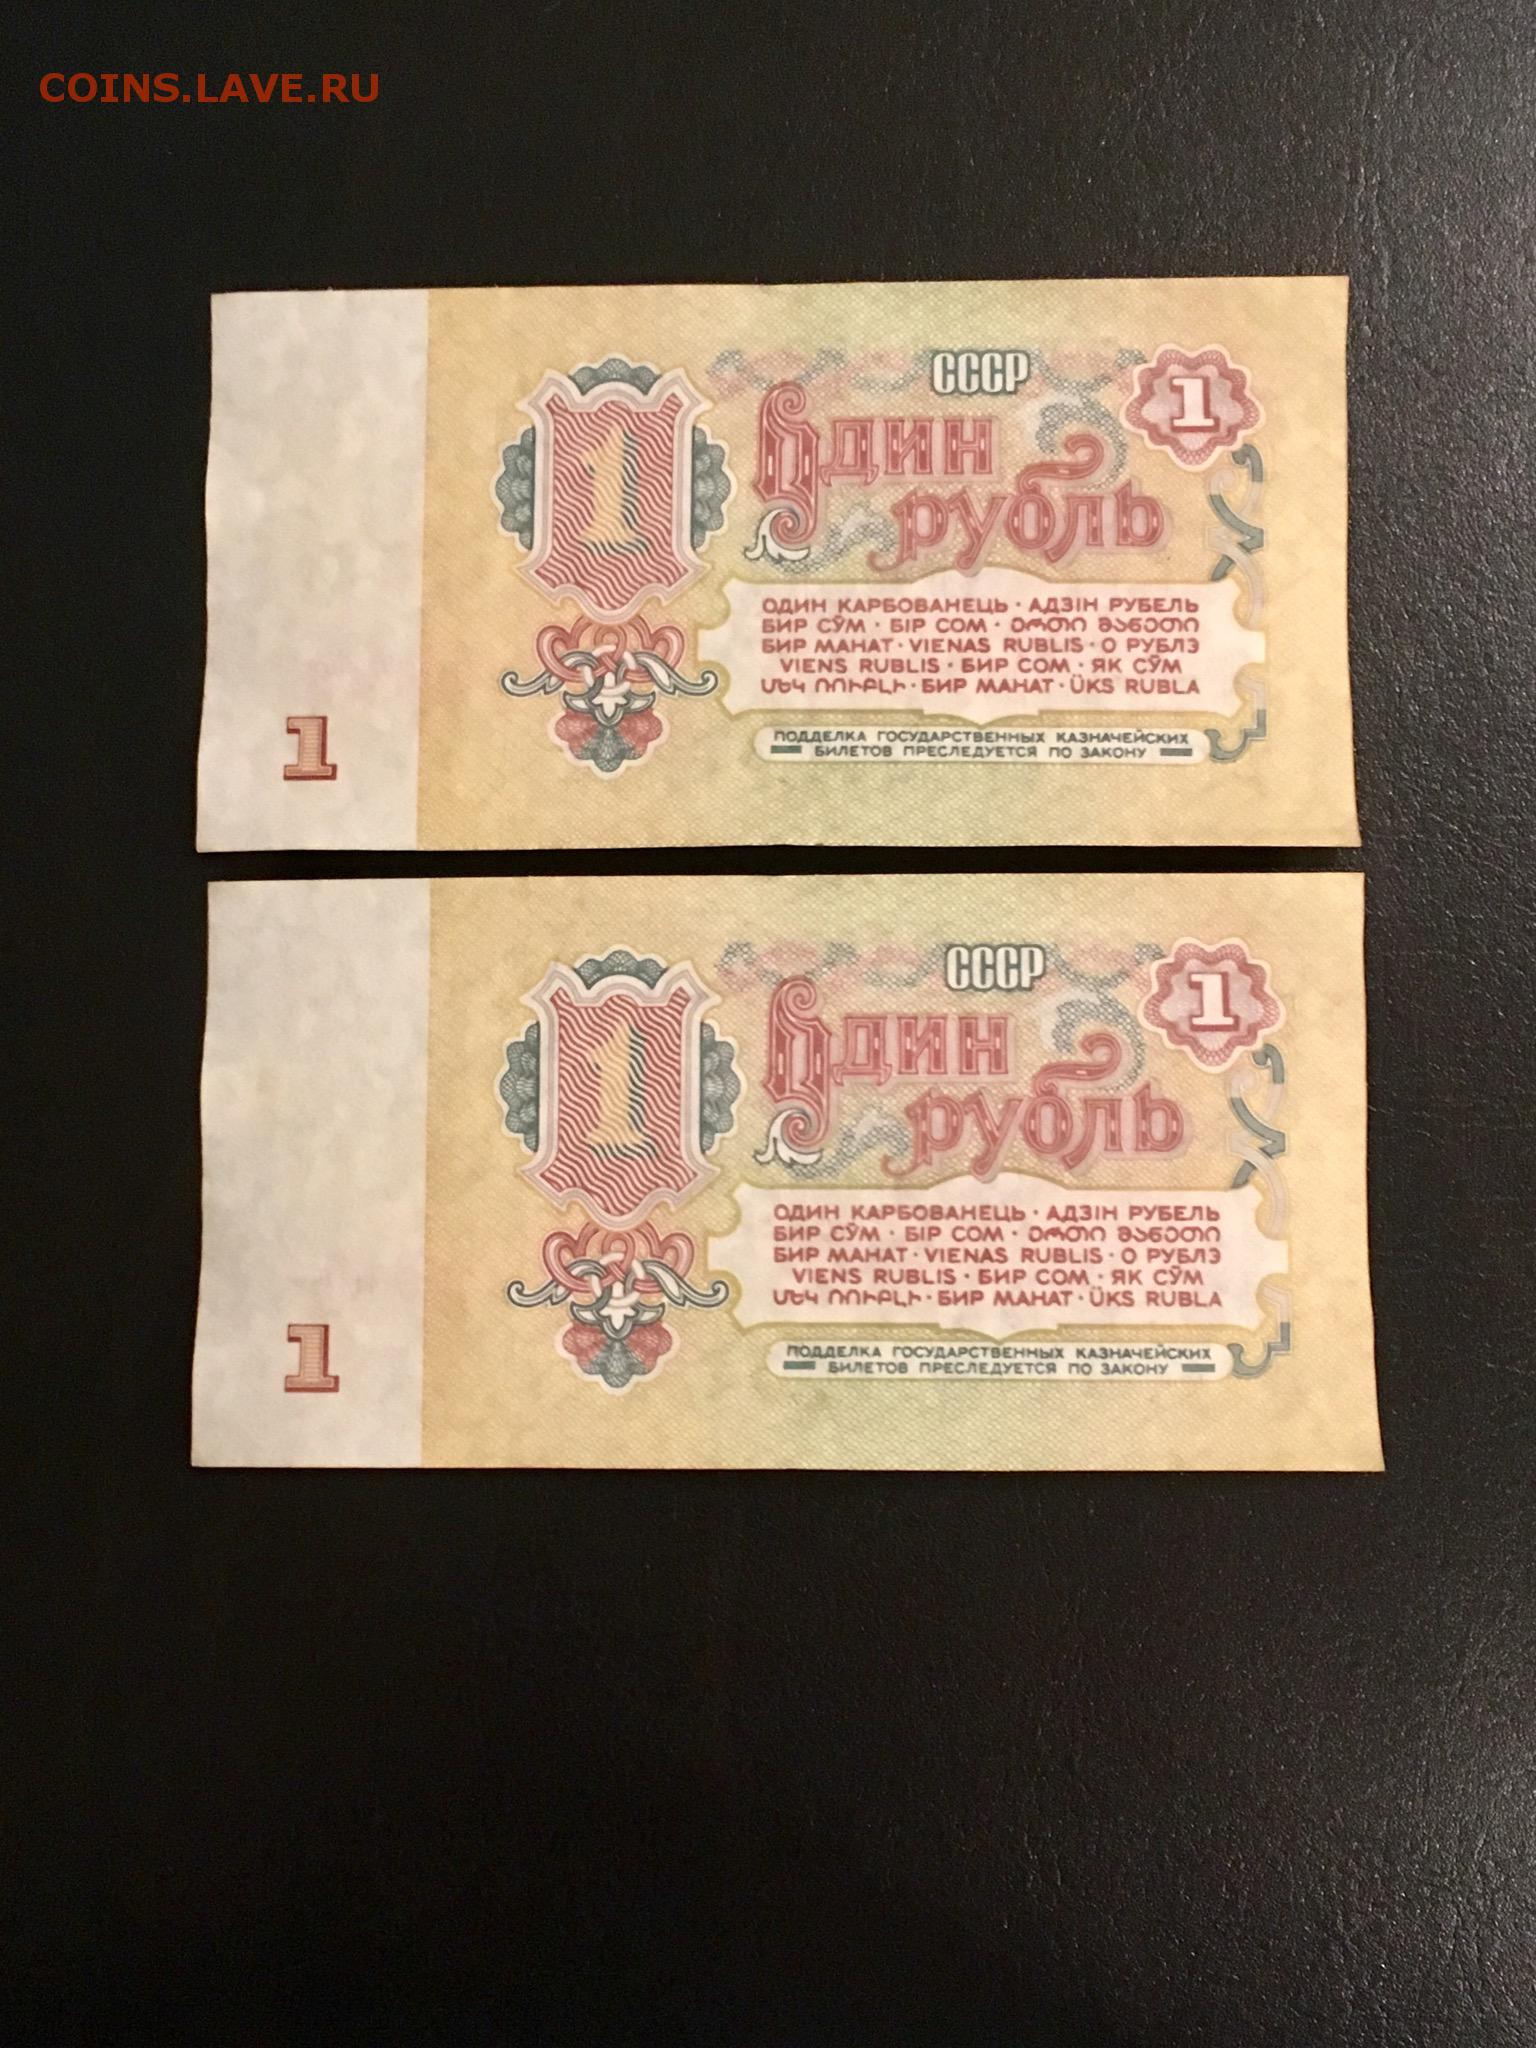 COINS.LAVE.RU
СССР
1
1
Один
рубль
ОДИН КАРБОВАНЕЦЬ · АДЗІН РУБЕЛЬ
БИР СЎМ · БІР СОМ · ᲔᲠᲗᲘ ᲛᲐᲜᲔᲗᲘ
БИР МАНАТ · VIENAS RUBLIS · О РУБЛЭ
VIENS RUBLIS · БИР СОМ · ЯК СӮМ
ՄԵԿ ՌՈՒԲԼԻ · БИР МАНАТ · ÜKS RUBLA
1
ПОДДЕЛКА ГОСУДАРСТВЕННЫХ КАЗНАЧЕЙСКИХ
БИЛЕТОВ ПРЕСЛЕДУЕТСЯ ПО ЗАКОНУ
СССР
1
1
Один
рубль
ОДИН КАРБОВАНЕЦЬ · АДЗІН РУБЕЛЬ
БИР СЎМ · БІР СОМ · ᲔᲠᲗᲘ ᲛᲐᲜᲔᲗᲘ
БИР МАНАТ · VIENAS RUBLIS · О РУБЛЭ
VIENS RUBLIS · БИР СОМ · ЯК СӮМ
ՄԵԿ ՌՈՒԲԼԻ · БИР МАНАТ · ÜKS RUBLA
1
ПОДДЕЛКА ГОСУДАРСТВЕННЫХ КАЗНАЧЕЙСКИХ
БИЛЕТОВ ПРЕСЛЕДУЕТСЯ ПО ЗАКОНУ